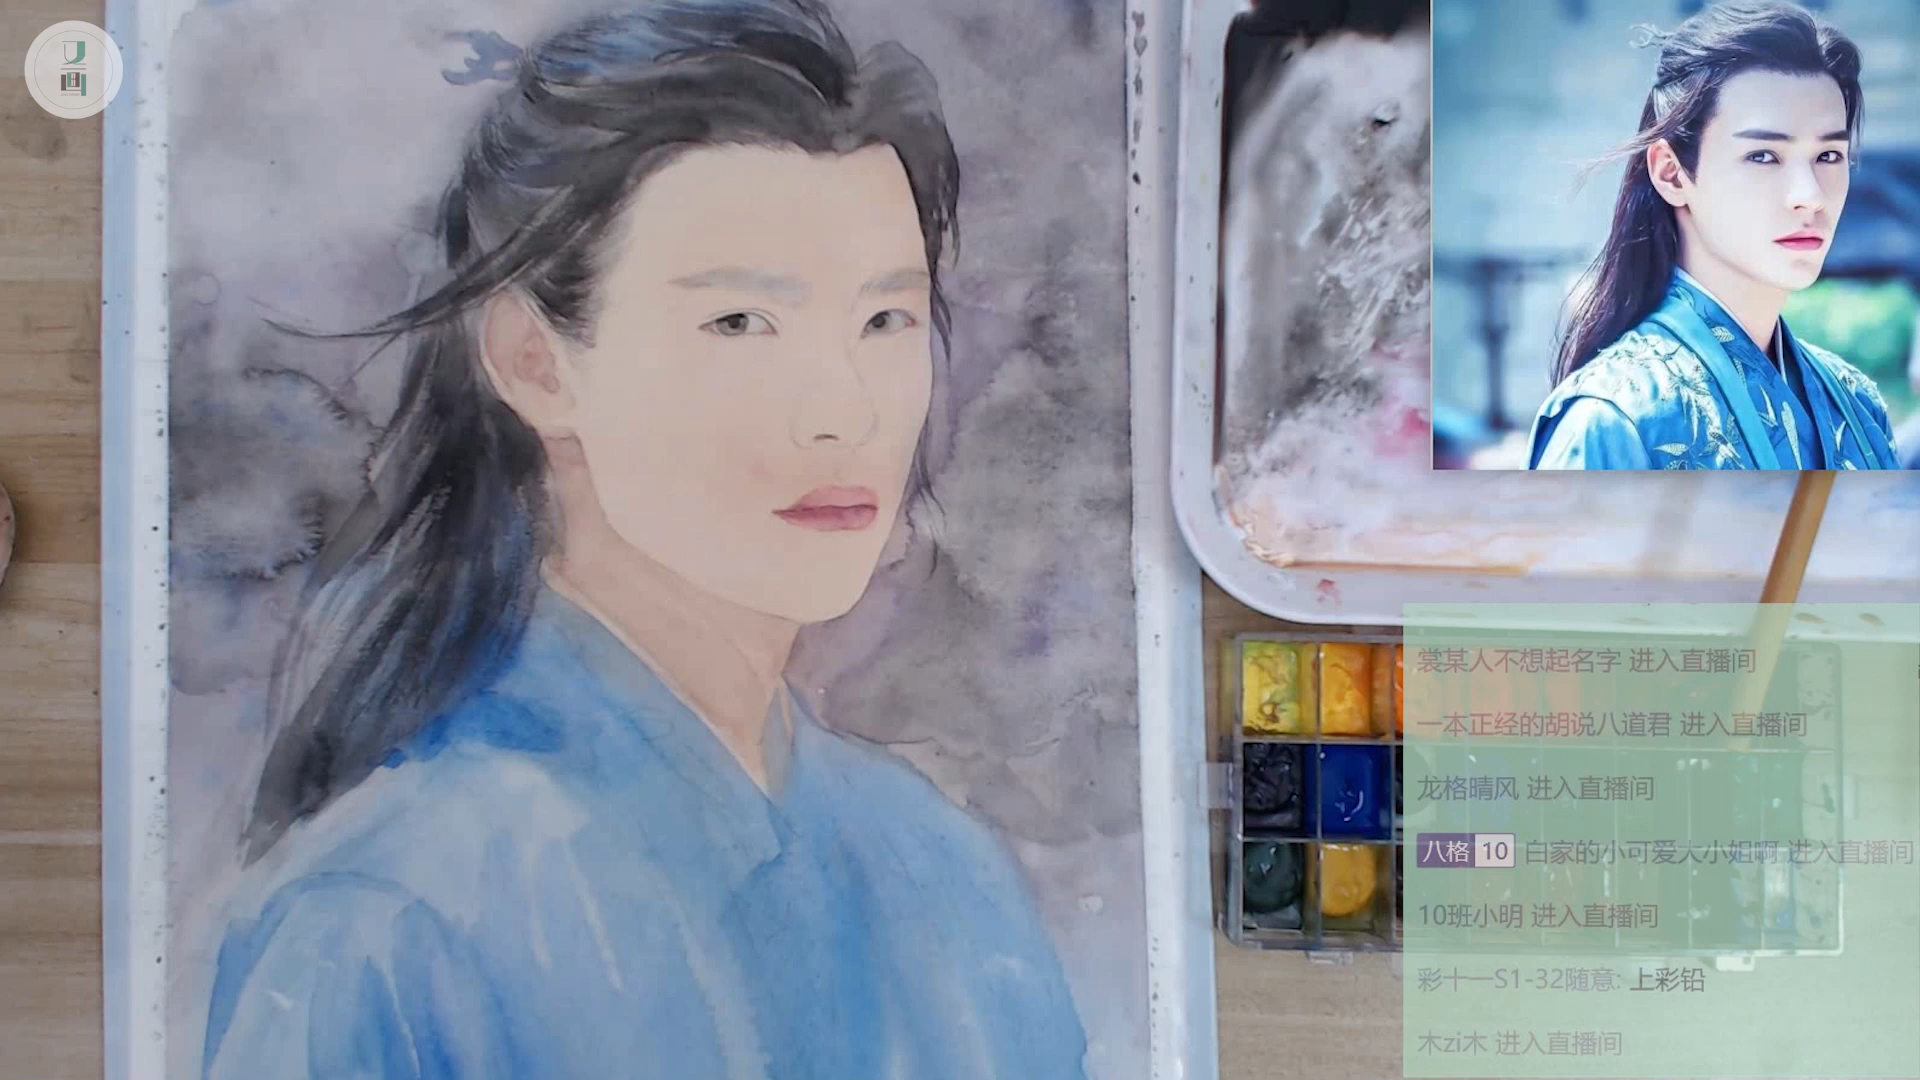 又画
裳某人不想起名字 进入直播间
一本正经的胡说八道君 进入直播间
龙格晴风 进入直播间
八格 10 白家的小可爱大小姐啊 进入直播间
10班小明 进入直播间
彩十一S1-32随意: 上彩铅
木zi木 进入直播间